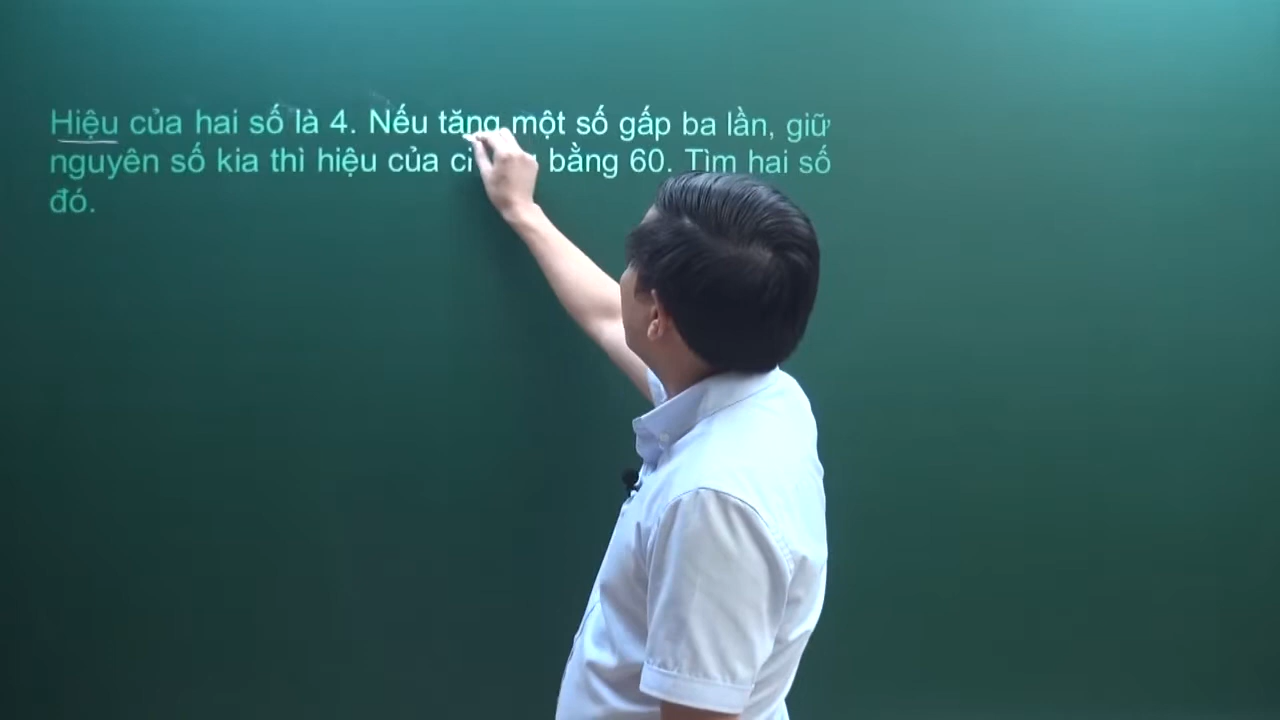 Hiệu của hai số là 4. Nếu tăng một số gấp ba lần, giữ
nguyên số kia thì hiệu của bằng 60. Tìm hai số
đó.